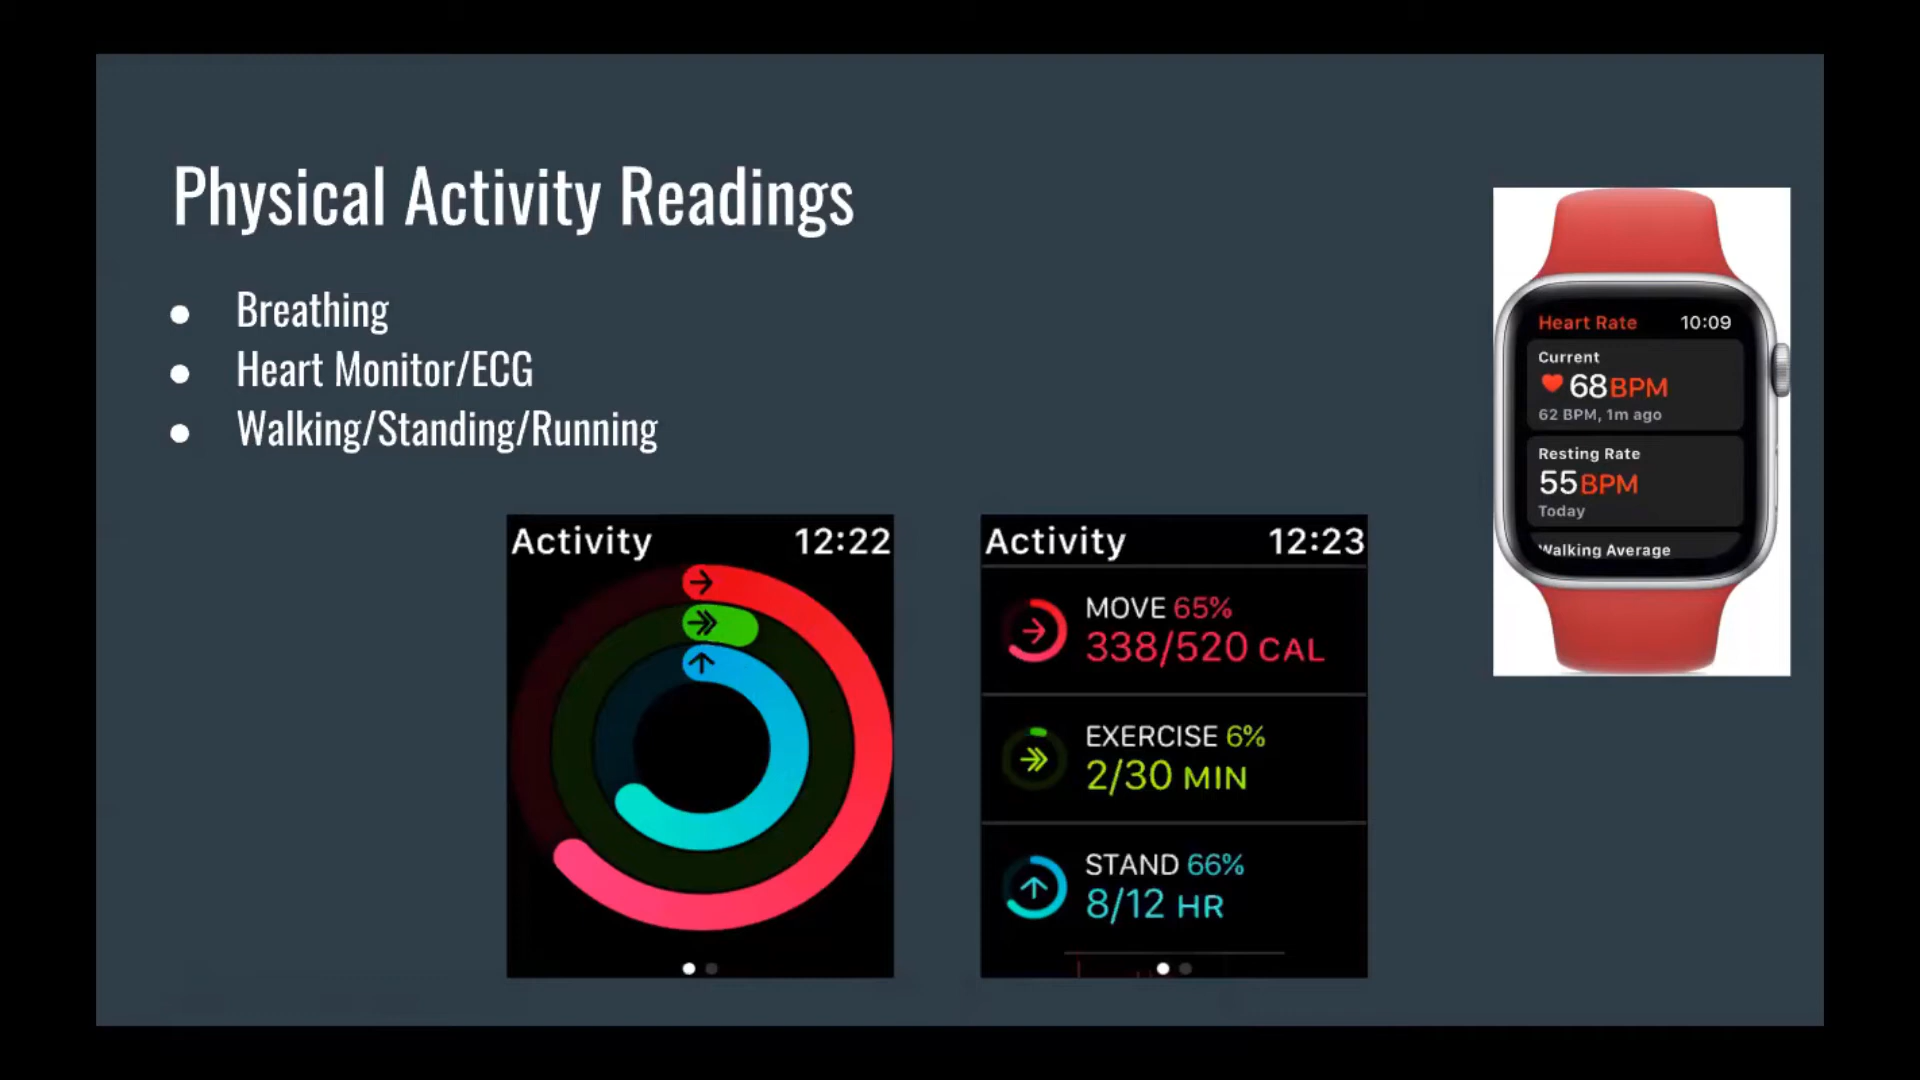 Physical Activity Readings
● Breathing
● Heart Monitor/ECG
● Walking/Standing/Running
Activity 12:22
Activity 12:23
MOVE 65%
338/520 CAL
EXERCISE 6%
2/30 MIN
STAND 66%
8/12 HR
Heart Rate 10:09
Current
68BPM
62 BPM, 1m ago
Resting Rate
55BPM
Today
Walking Average